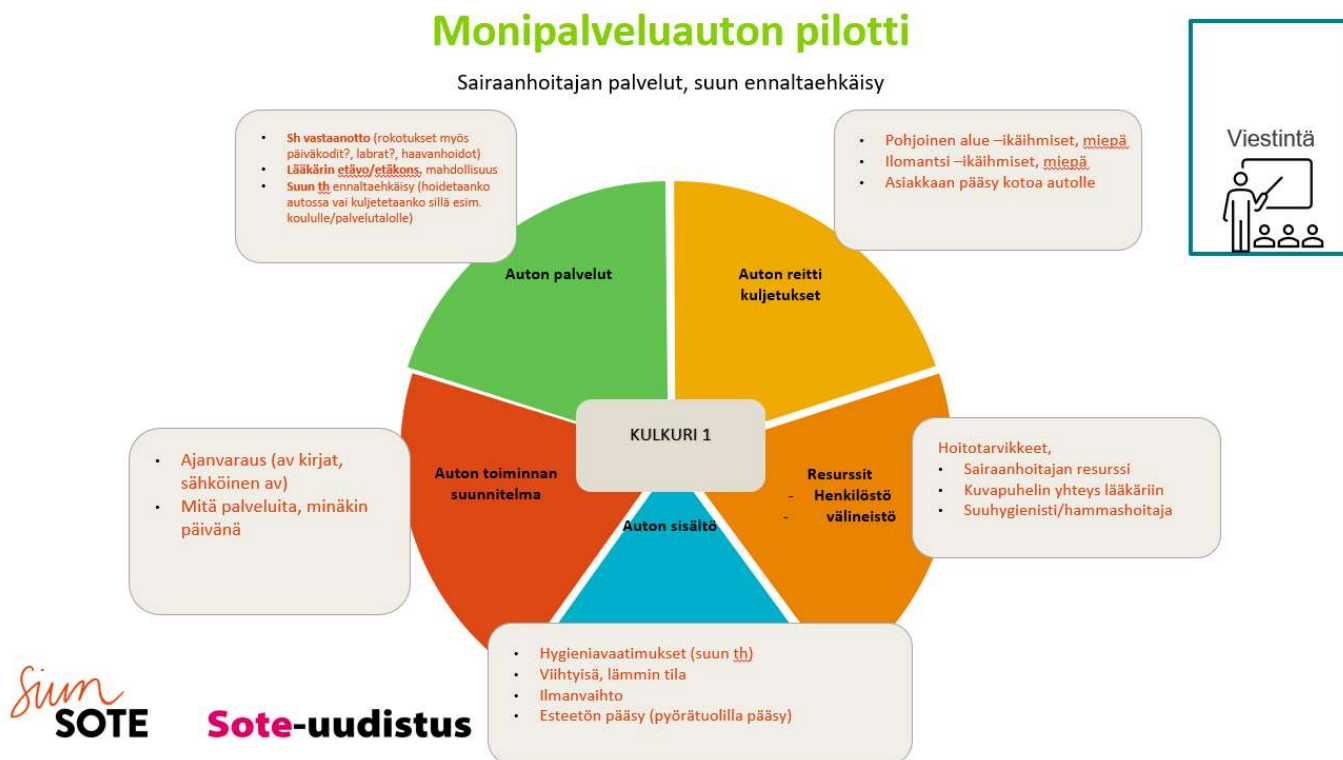 Monipalveluauton pilotti
Sairaanhoitajan palvelut, suun ennaltaehkäisy
Viestintä
• Sh vastaanotto (rokotukset myös
päiväkodit?, labrat?, haavanhoidot)
• Lääkärin etävo/etäkons. mahdollisuus
• Suun th ennaltaehkäisy (hoidetaanko
autossa vai kuljetetaanko sillä esim.
koululle/palvelutalolle)
• Pohjoinen alue –ikäihmiset, miepä
• Ilomantsi –ikäihmiset, miepä
• Asiakkaan pääsy kotoa autolle
Auton palvelut
Auton reitti
kuljetukset
KULKURI 1
• Ajanvaraus (av kirjat,
sähköinen av)
• Mitä palveluita, minäkin
päivänä
Auton toiminnan
suunnitelma
Auton sisältö
Resurssit
- Henkilöstö
- välineistö
Hoitotarvikkeet,
• Sairaanhoitajan resurssi
• Kuvapuhelin yhteys lääkäriin
• Suuhygienisti/hammashoitaja
• Hygieniavaatimukset (suun th)
• Viihtyisä, lämmin tila
• Ilmanvaihto
• Esteetön pääsy (pyörätuolilla pääsy)
Siun
SOTE
Sote-uudistus